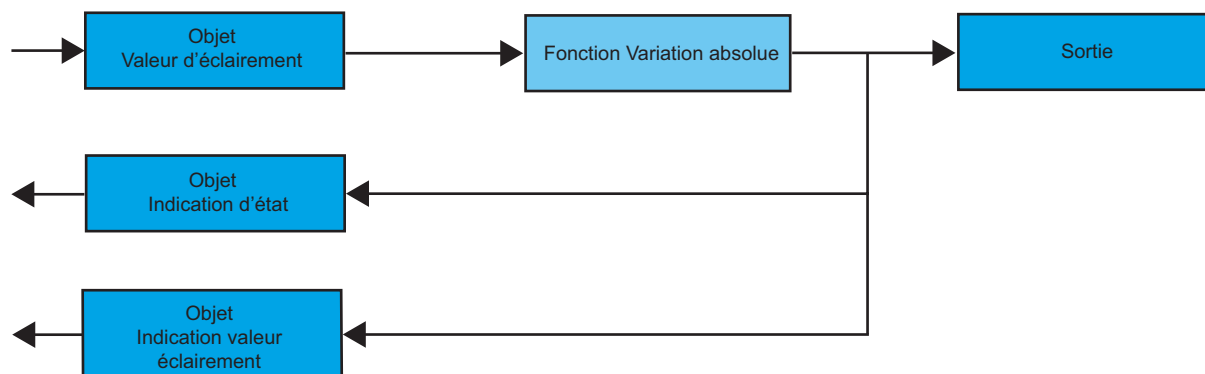 Objet
Valeur d'éclairement
Fonction Variation absolue
Sortie
Objet
Indication d'état
Objet
Indication valeur
éclairement